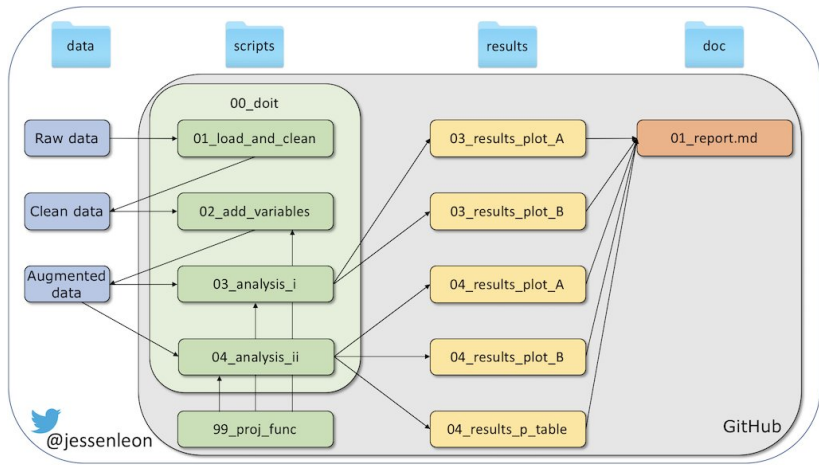 data
scripts
results
doc
00_doit
Raw data
01_load_and_clean
03_results_plot_A
01_report.md
Clean data
02_add_variables
03_results_plot_B
Augmented
data
03_analysis_i
04_results_plot_A
04_analysis_ii
04_results_plot_B
99_proj_func
04_results_p_table
GitHub
@jessenleon